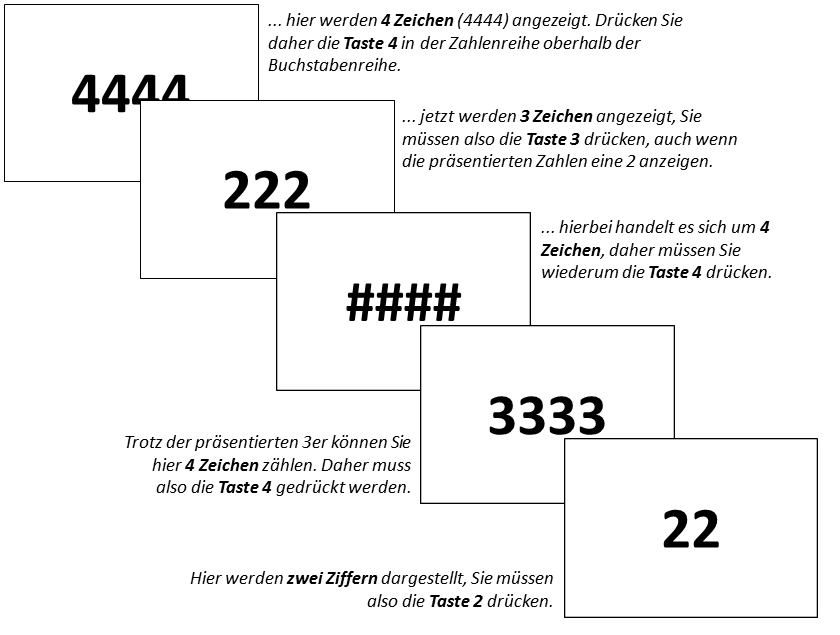 ... hier werden 4 Zeichen (4444) angezeigt. Drücken Sie
daher die Taste 4 in der Zahlenreihe oberhalb der
Buchstabenreihe.
4444
... jetzt werden 3 Zeichen angezeigt, Sie
müssen also die Taste 3 drücken, auch wenn
die präsentierten Zahlen eine 2 anzeigen.
222
... hierbei handelt es sich um 4
Zeichen, daher müssen Sie
wiederum die Taste 4 drücken.
####
3333
Trotz der präsentierten 3er können Sie
hier 4 Zeichen zählen. Daher muss
also die Taste 4 gedrückt werden.
22
Hier werden zwei Ziffern dargestellt, Sie müssen
also die Taste 2 drücken.